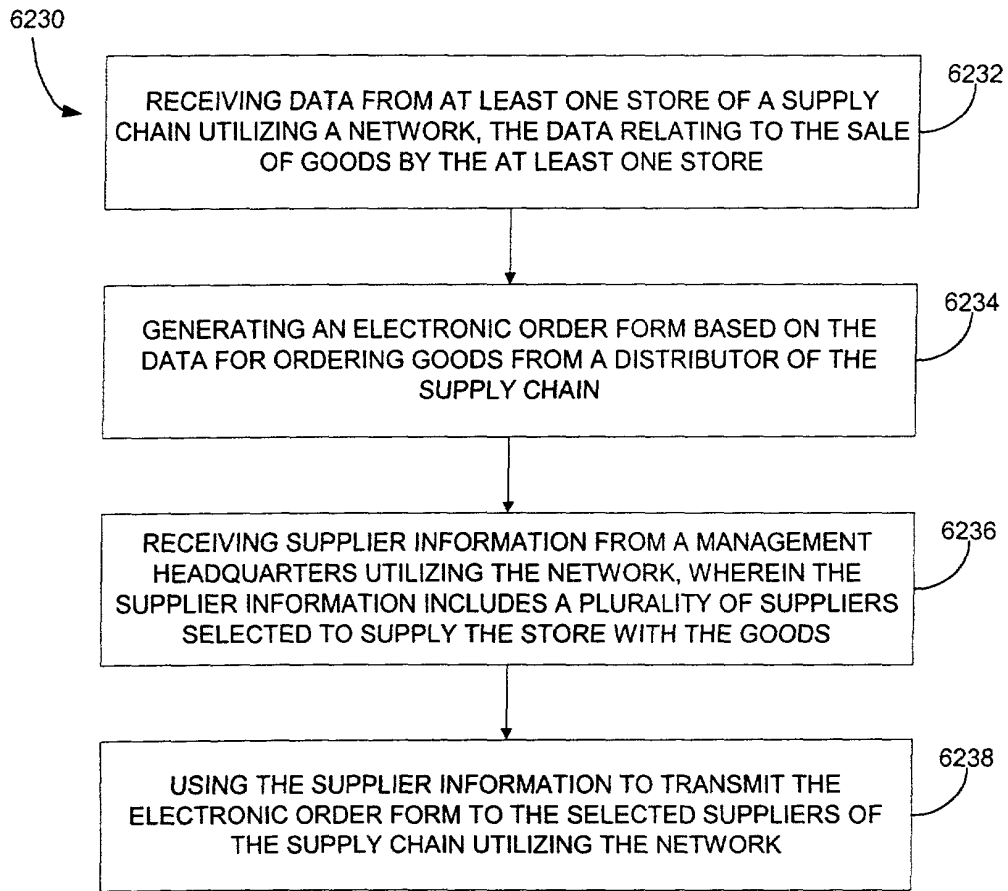 6230
6232
RECEIVING DATA FROM AT LEAST ONE STORE OF A SUPPLY
CHAIN UTILIZING A NETWORK, THE DATA RELATING TO THE SALE
OF GOODS BY THE AT LEAST ONE STORE
6234
GENERATING AN ELECTRONIC ORDER FORM BASED ON THE
DATA FOR ORDERING GOODS FROM A DISTRIBUTOR OF THE
SUPPLY CHAIN
6236
RECEIVING SUPPLIER INFORMATION FROM A MANAGEMENT
HEADQUARTERS UTILIZING THE NETWORK, WHEREIN THE
SUPPLIER INFORMATION INCLUDES A PLURALITY OF SUPPLIERS
SELECTED TO SUPPLY THE STORE WITH THE GOODS
6238
USING THE SUPPLIER INFORMATION TO TRANSMIT THE
ELECTRONIC ORDER FORM TO THE SELECTED SUPPLIERS OF
THE SUPPLY CHAIN UTILIZING THE NETWORK